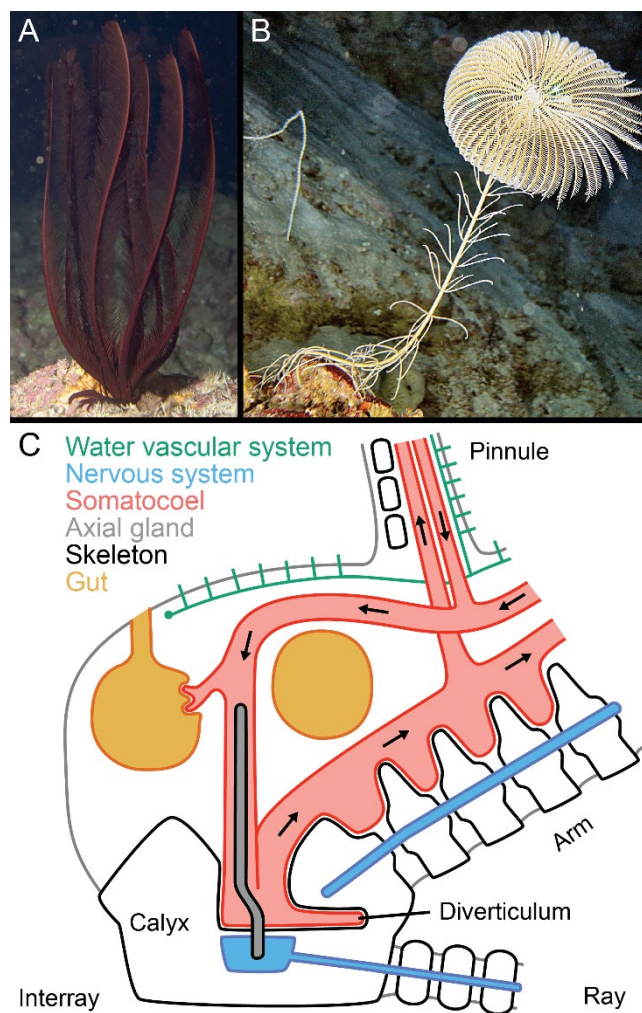 A
B
C
Water vascular system
Nervous system
Somatocoel
Axial gland
Skeleton
Gut
Pinnule
Arm
Calyx
Diverticulum
Interray
Ray